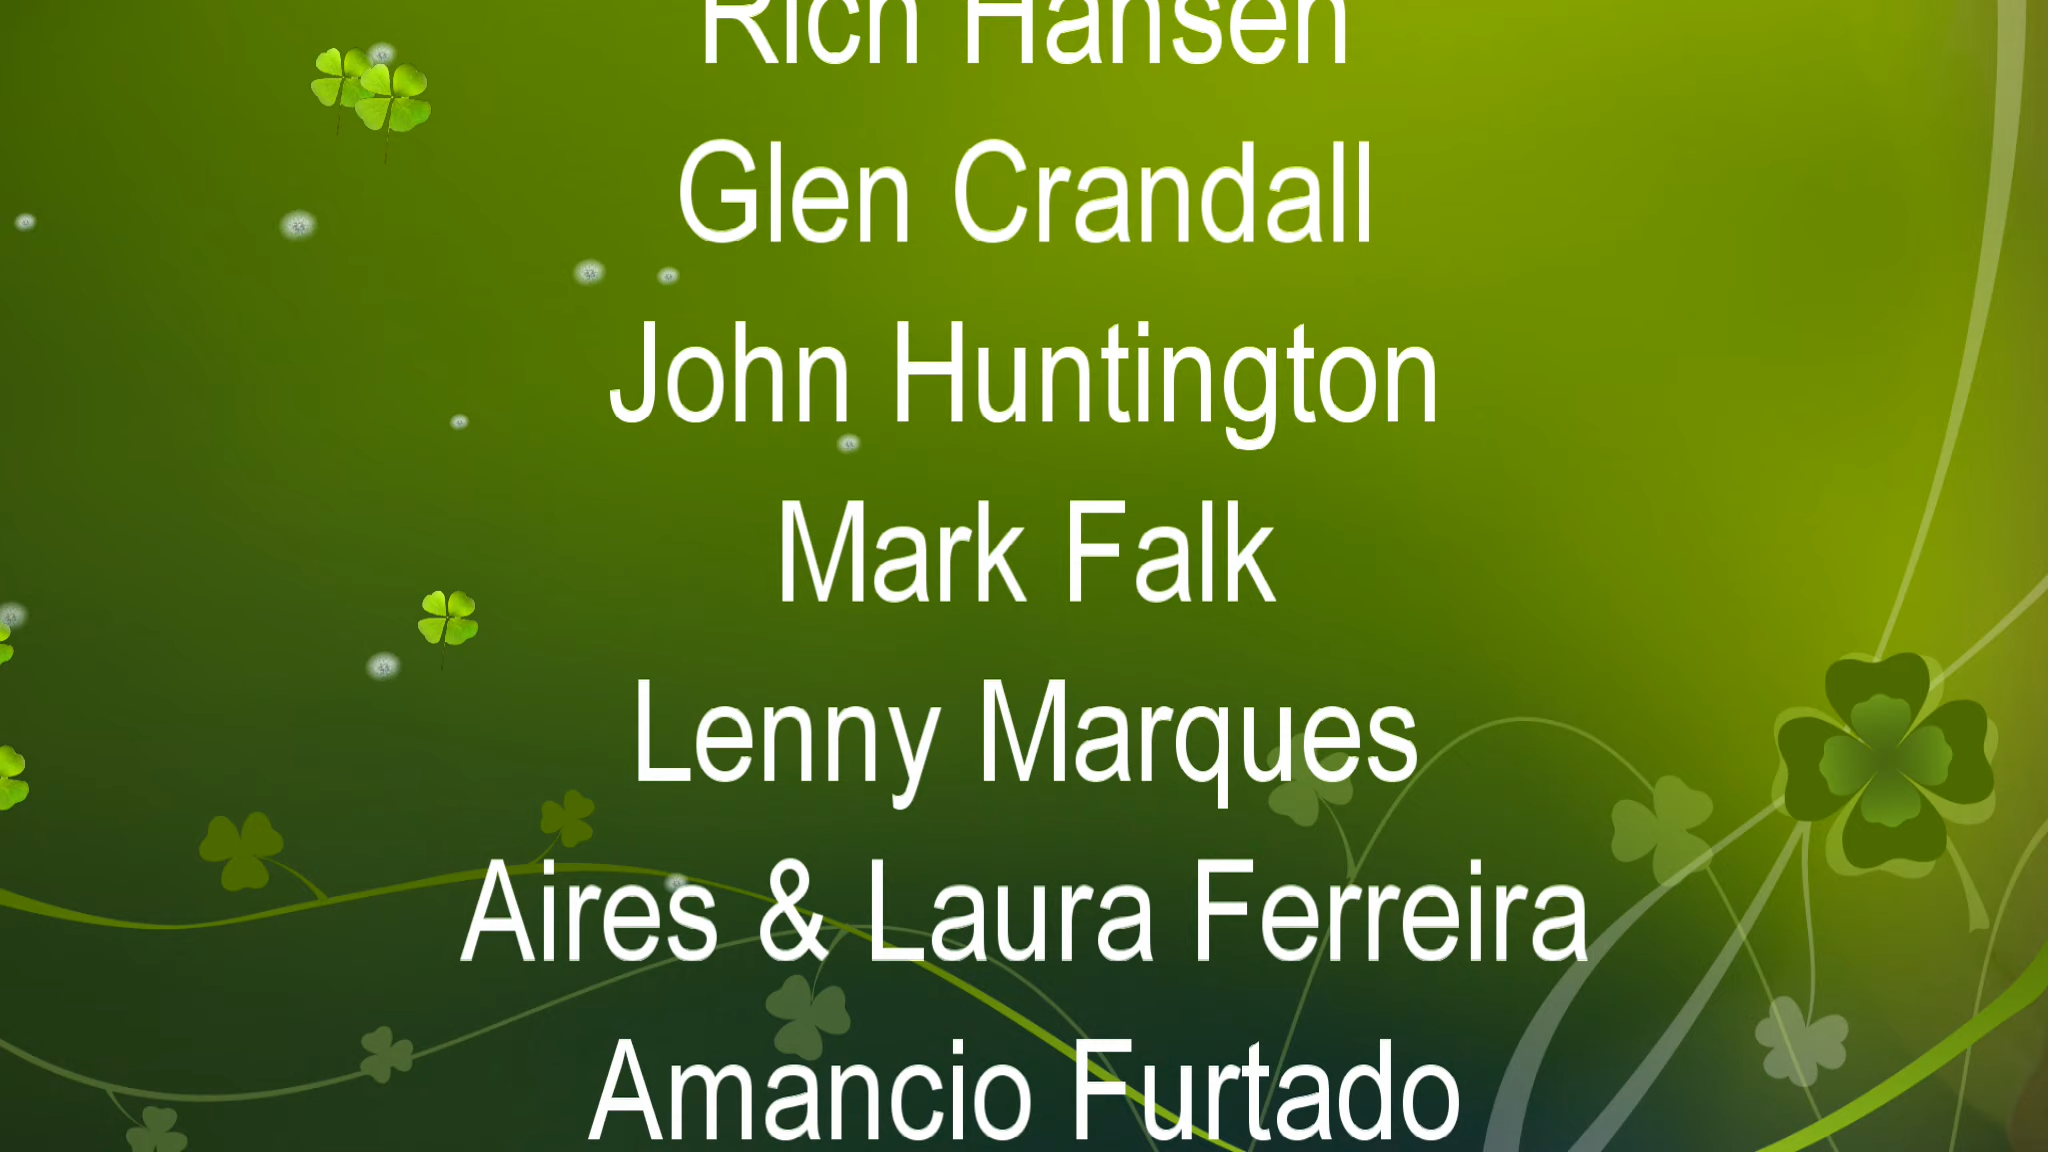 Rich Hansen
Glen Crandall
John Huntington
Mark Falk
Lenny Marques
Aires & Laura Ferreira
Amancio Furtado